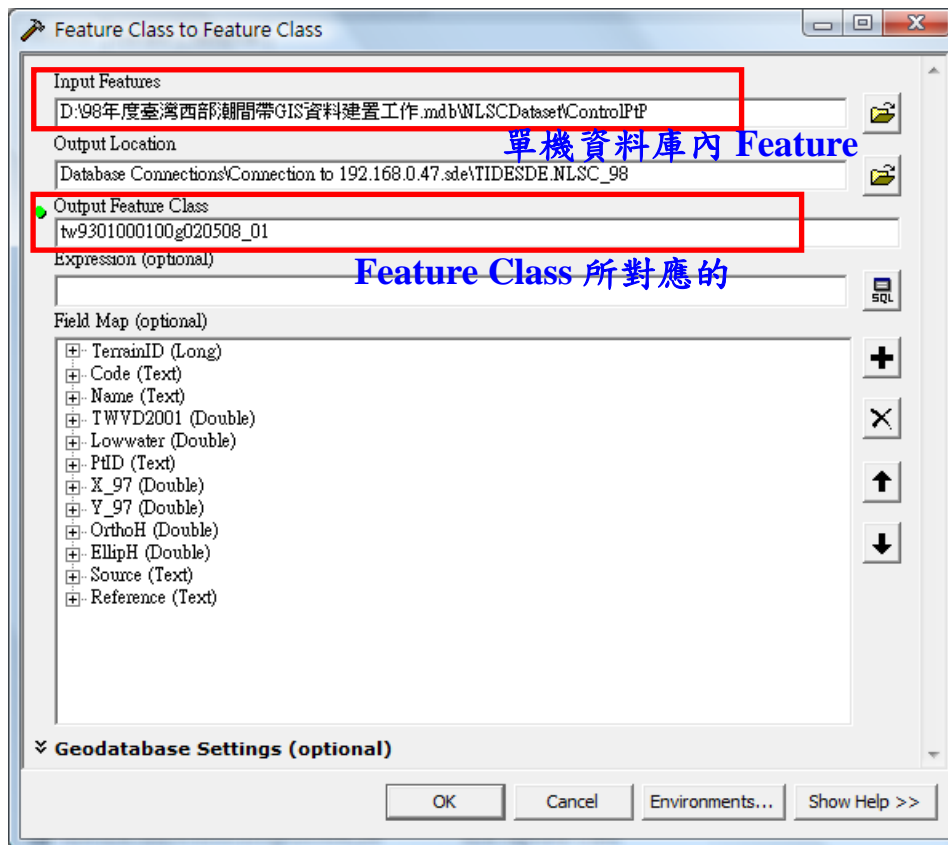 Feature Class to Feature Class
Input Features
D:\98年度臺灣西部潮間帶GIS資料建置工作.mdb\NLSCDataset\ControlPtP
單機資料庫內 Feature
Output Location
Database Connections\Connection to 192.168.0.47.sde\TIDESDE.NLSC_98
Output Feature Class
tw9301000100g020508_01
Expression (optional)
Feature Class 所對應的
SQL
Field Map (optional)
TerrainID (Long)
Code (Text)
Name (Text)
TWVD2001 (Double)
Lowwater (Double)
PtID (Text)
X_97 (Double)
Y_97 (Double)
OrthoH (Double)
EllipH (Double)
Source (Text)
Reference (Text)
Geodatabase Settings (optional)
OK
Cancel
Environments...
Show Help >>